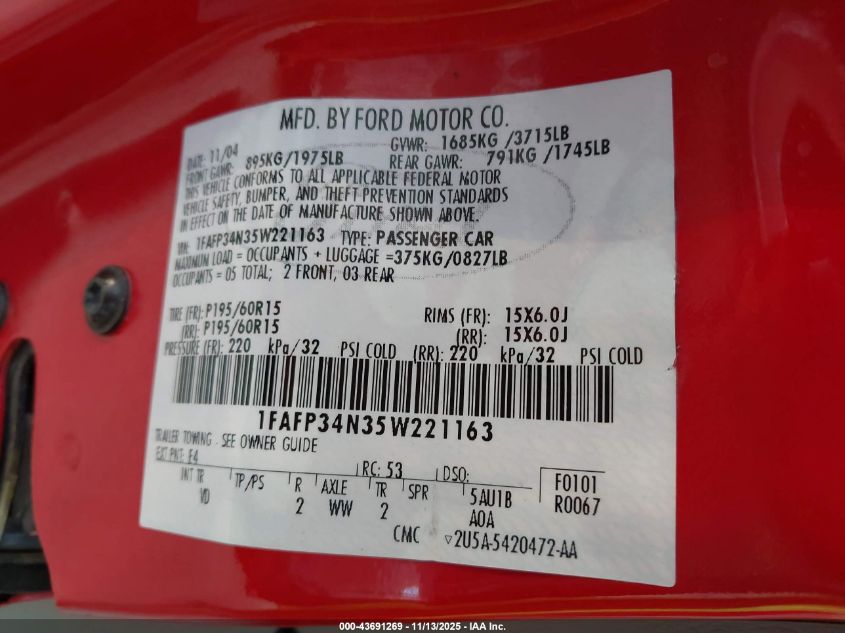 MFD. BY FORD MOTOR CO.
DATE: 11/04 GVWR: 1685KG /3715LB
FRONT GAWR: 895KG/1975LB REAR GAWR: 791KG /1745LB
THIS VEHICLE CONFORMS TO ALL APPLICABLE FEDERAL MOTOR
VEHICLE SAFETY, BUMPER, AND THEFT PREVENTION STANDARDS
IN EFFECT ON THE DATE OF MANUFACTURE SHOWN ABOVE.
VIN: 1FAFP34N35W221163 TYPE: PASSENGER CAR
MAXIMUM LOAD = OCCUPANTS + LUGGAGE =375KG/0827LB
OCCUPANTS = 05 TOTAL; 2 FRONT, 03 REAR
TIRE (FR): P195/60R15 RIMS (FR): 15X6.0J
(RR): P195/60R15 (RR): 15X6.0J
PRESSURE (FR): 220 kPa/32 PSI COLD (RR): 220 kPa/32 PSI COLD
1FAFP34N35W221163
TRAILER TOWING - SEE OWNER GUIDE
EXT PNT: E4 RC: 53 DSO: F0101
INT TR TP/PS R AXLE TR SPR 5AU1B R0067
YD 2 WW 2 A0A
CMC ▽2U5A-5420472-AA
000-43691269 - 11/13/2025 - IAA Inc.